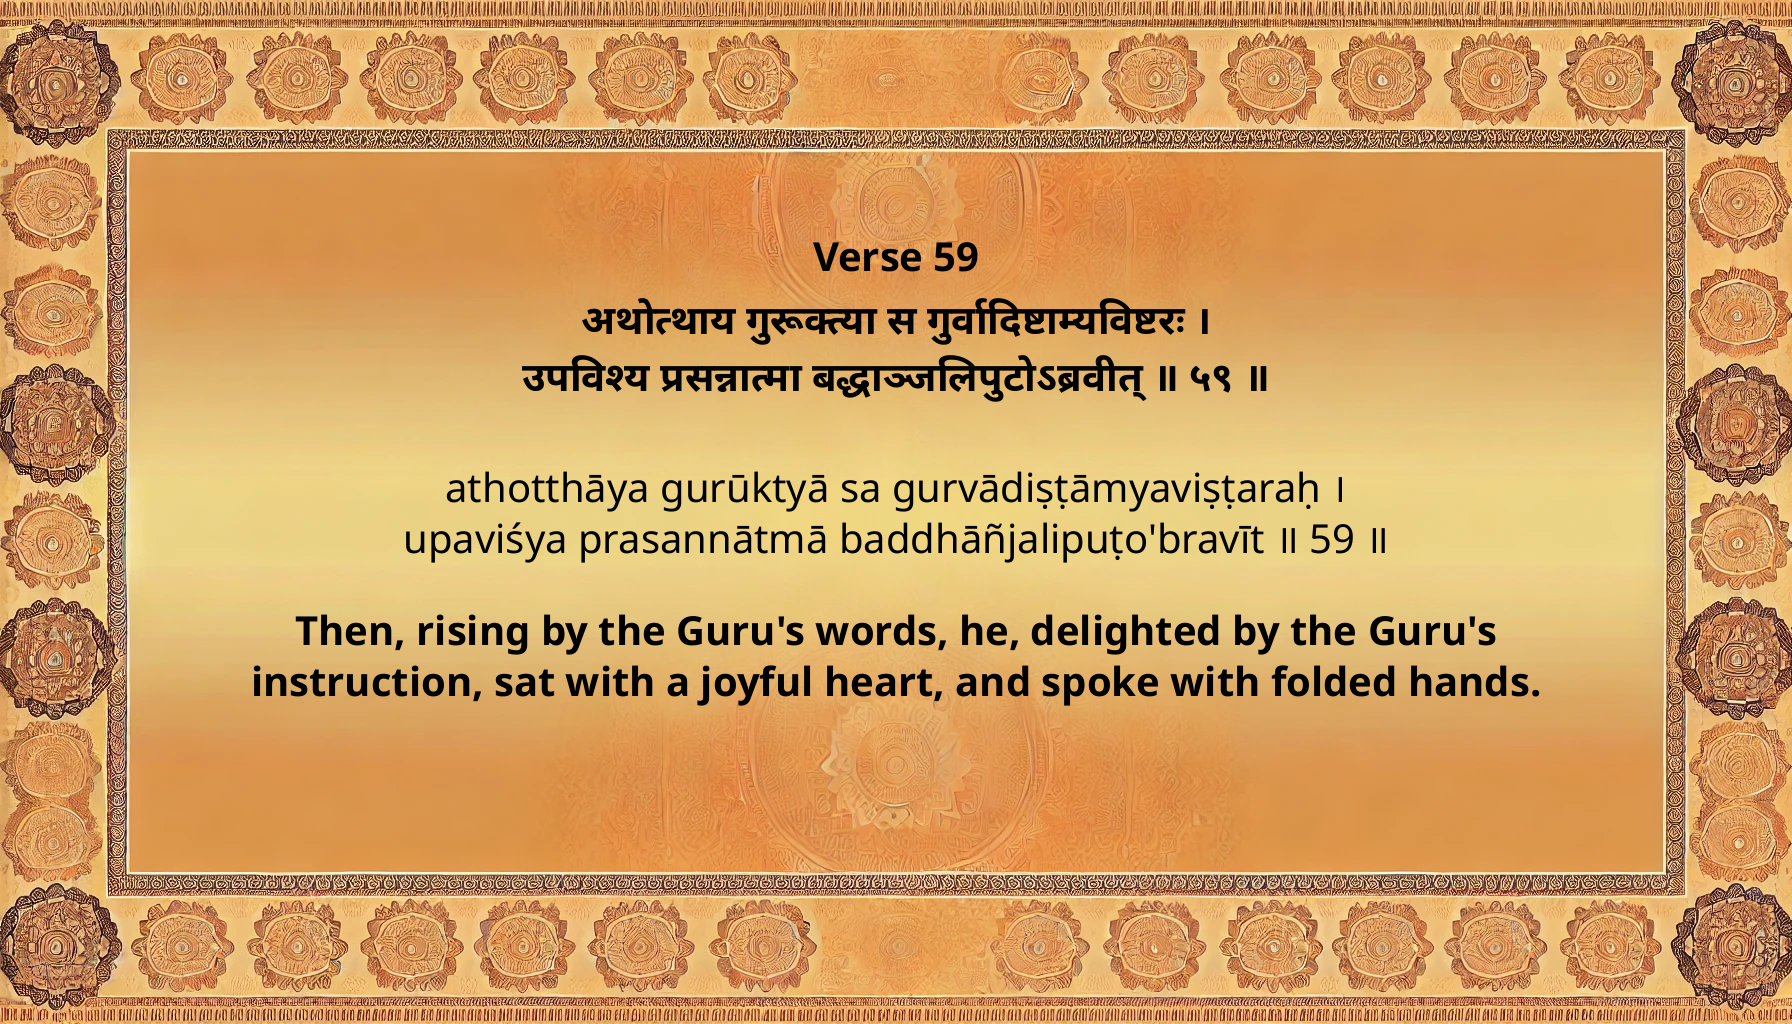 Verse 59
अथोत्थाय गुरूक्त्या स गुर्वादिष्टाम्यविष्टरः ।
उपविश्य प्रसन्नात्मा बद्धाञ्जलिपुटोऽब्रवीत् ॥ ५९ ॥
athotthāya gurūktyā sa gurvādiṣṭāmyaviṣṭaraḥ ।
upaviśya prasannātmā baddhāñjalipuṭo'bravīt ॥ 59 ॥
Then, rising by the Guru's words, he, delighted by the Guru's
instruction, sat with a joyful heart, and spoke with folded hands.